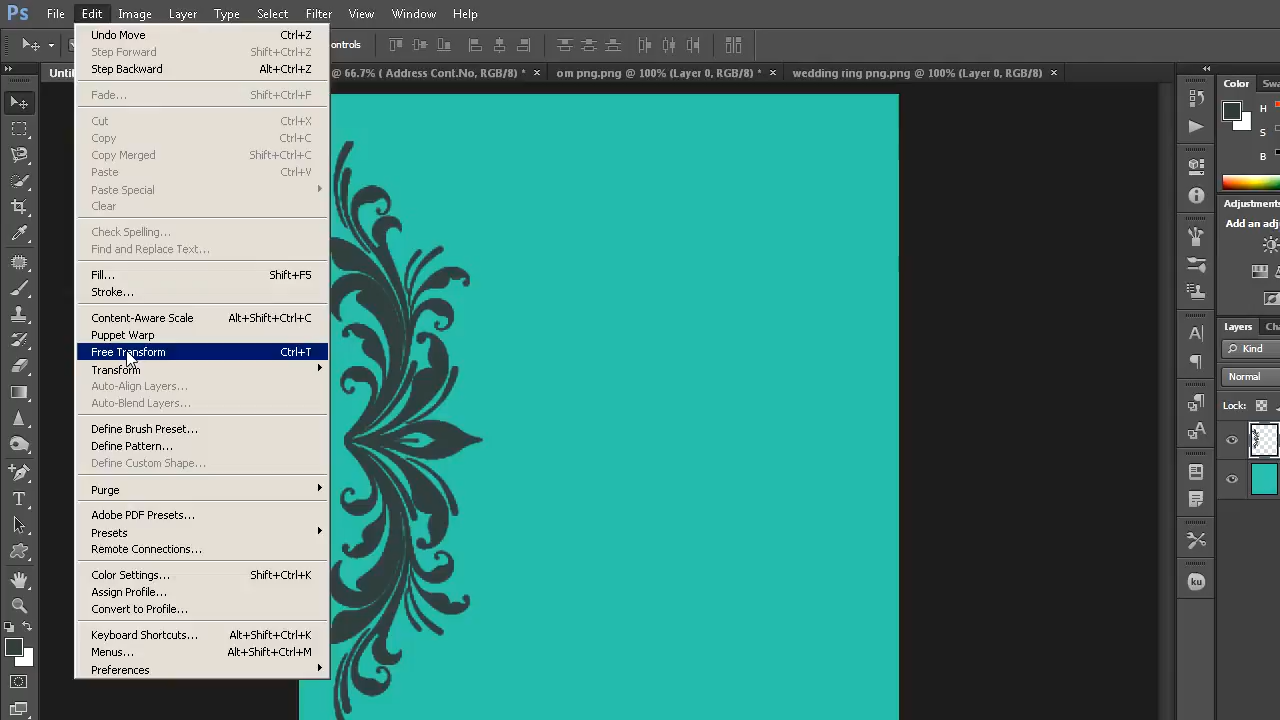 Ps File Edit Image Layer Type Select Filter View Window Help
Undo Move Ctrl+Z
Step Forward Shift+Ctrl+Z
Step Backward Alt+Ctrl+Z
Fade... Shift+Ctrl+F
Cut Ctrl+X
Copy Ctrl+C
Copy Merged Shift+Ctrl+C
Paste Ctrl+V
Paste Special
Clear
Check Spelling...
Find and Replace Text...
Fill... Shift+F5
Stroke...
Content-Aware Scale Alt+Shift+Ctrl+C
Puppet Warp
Free Transform Ctrl+T
Transform
Auto-Align Layers...
Auto-Blend Layers...
Define Brush Preset...
Define Pattern...
Define Custom Shape...
Purge
Adobe PDF Presets...
Presets
Remote Connections...
Color Settings... Shift+Ctrl+K
Assign Profile...
Convert to Profile...
Keyboard Shortcuts... Alt+Shift+Ctrl+K
Menus... Alt+Shift+Ctrl+M
Preferences
ontrols
Unti
@ 66.7% ( Address Cont.No, RGB/8) * ×
om png.png @ 100% (Layer 0, RGB/8) * ×
wedding ring png.png @ 100% (Layer 0, RGB/8) ×
Color Swa
H
S
B
Adjustments
Add an adj
Layers Cha
Kind
Normal
Lock:
ku